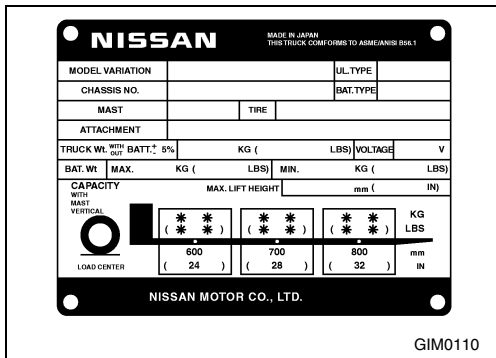 NISSAN
MADE IN JAPAN
THIS TRUCK COMFORMS TO ASME/ANISI B56.1
MODEL VARIATION UL.TYPE
CHASSIS NO. BAT.TYPE
MAST TIRE
ATTACHMENT
TRUCK Wt. WITH OUT BATT.± 5% KG ( LBS) VOLTAGE V
BAT. Wt MAX. KG ( LBS) MIN. KG ( LBS)
CAPACITY WITH MAST VERTICAL
MAX. LIFT HEIGHT mm ( IN)
* * * * * * KG
( * * ) ( * * ) ( * * ) LBS
600 700 800 mm
LOAD CENTER ( 24 ) ( 28 ) ( 32 ) IN
NISSAN MOTOR CO., LTD.
GIM0110